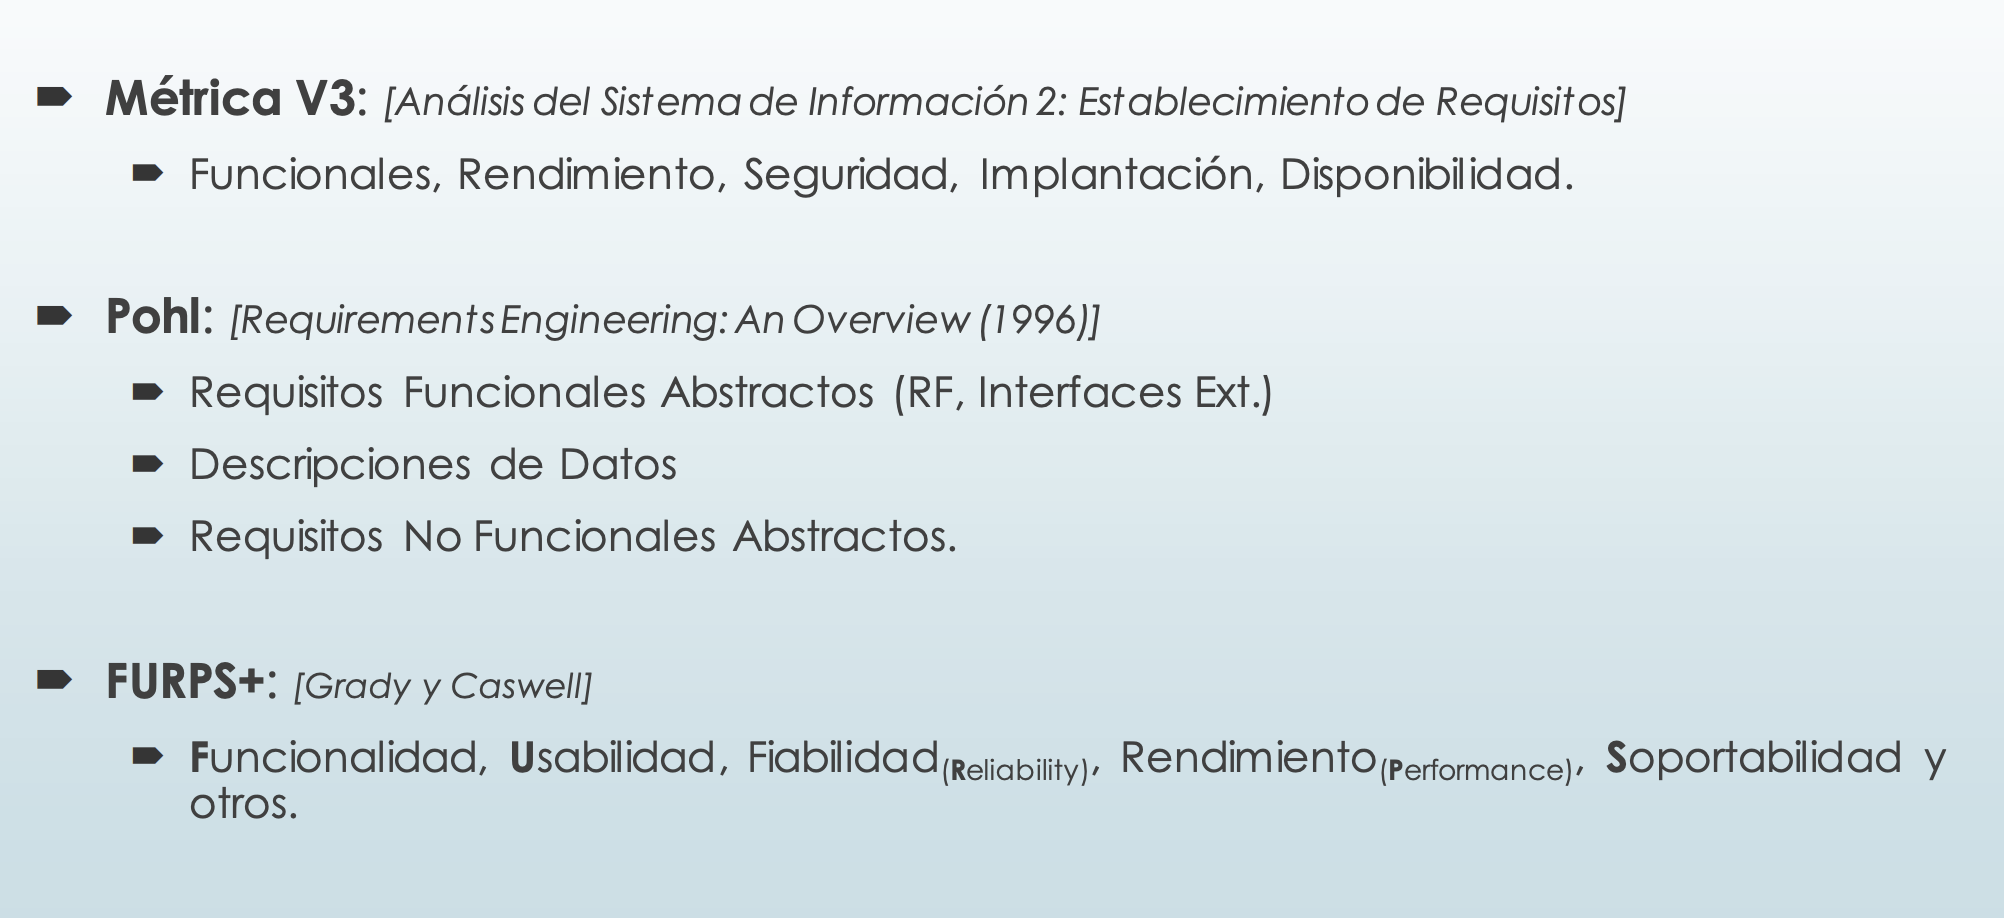 Métrica V3: [Análisis del Sistema de Información 2: Establecimiento de Requisitos]
Funcionales, Rendimiento, Seguridad, Implantación, Disponibilidad.
Pohl: [Requirements Engineering: An Overview (1996)]
Requisitos Funcionales Abstractos (RF, Interfaces Ext.)
Descripciones de Datos
Requisitos No Funcionales Abstractos.
FURPS+: [Grady y Caswell]
Funcionalidad, Usabilidad, Fiabilidad(Reliability), Rendimiento(Performance), Soportabilidad y
otros.